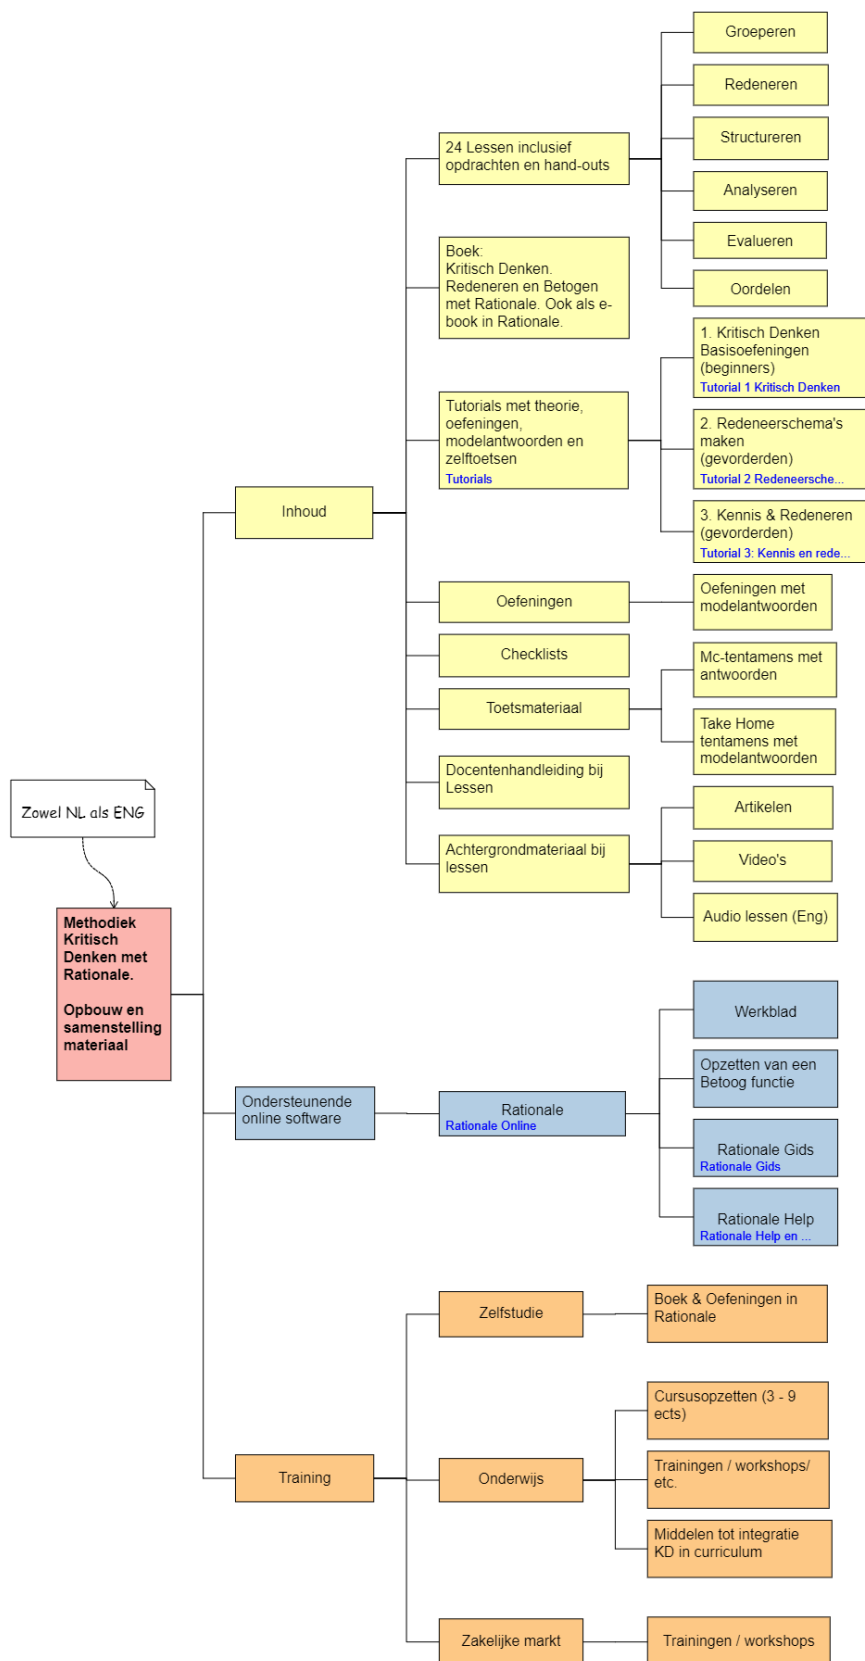 Zowel NL als ENG
Methodiek
Kritisch
Denken met
Rationale.
Opbouw en
samenstelling
materiaal
Inhoud
24 Lessen inclusief
opdrachten en hand-outs
Groeperen
Redeneren
Structureren
Analyseren
Evalueren
Oordelen
Boek:
Kritisch Denken.
Redeneren en Betogen
met Rationale. Ook als e-
book in Rationale.
Tutorials met theorie,
oefeningen,
modelantwoorden en
zelftoetsen
Tutorials
1. Kritisch Denken
Basisoefeningen
(beginners)
Tutorial 1 Kritisch Denken
2. Redeneerschema's
maken
(gevorderden)
Tutorial 2 Redeneersche...
3. Kennis & Redeneren
(gevorderden)
Tutorial 3: Kennis en rede...
Oefeningen
Oefeningen met
modelantwoorden
Checklists
Toetsmateriaal
Mc-tentamens met
antwoorden
Take Home
tentamens met
modelantwoorden
Docentenhandleiding bij
Lessen
Achtergrondmateriaal bij
lessen
Artikelen
Video's
Audio lessen (Eng)
Ondersteunende
online software
Rationale
Rationale Online
Werkblad
Opzetten van een
Betoog functie
Rationale Gids
Rationale Gids
Rationale Help
Rationale Help en ...
Training
Zelfstudie
Boek & Oefeningen in
Rationale
Onderwijs
Cursusopzetten (3 - 9
ects)
Trainingen / workshops/
etc.
Middelen tot integratie
KD in curriculum
Zakelijke markt
Trainingen / workshops